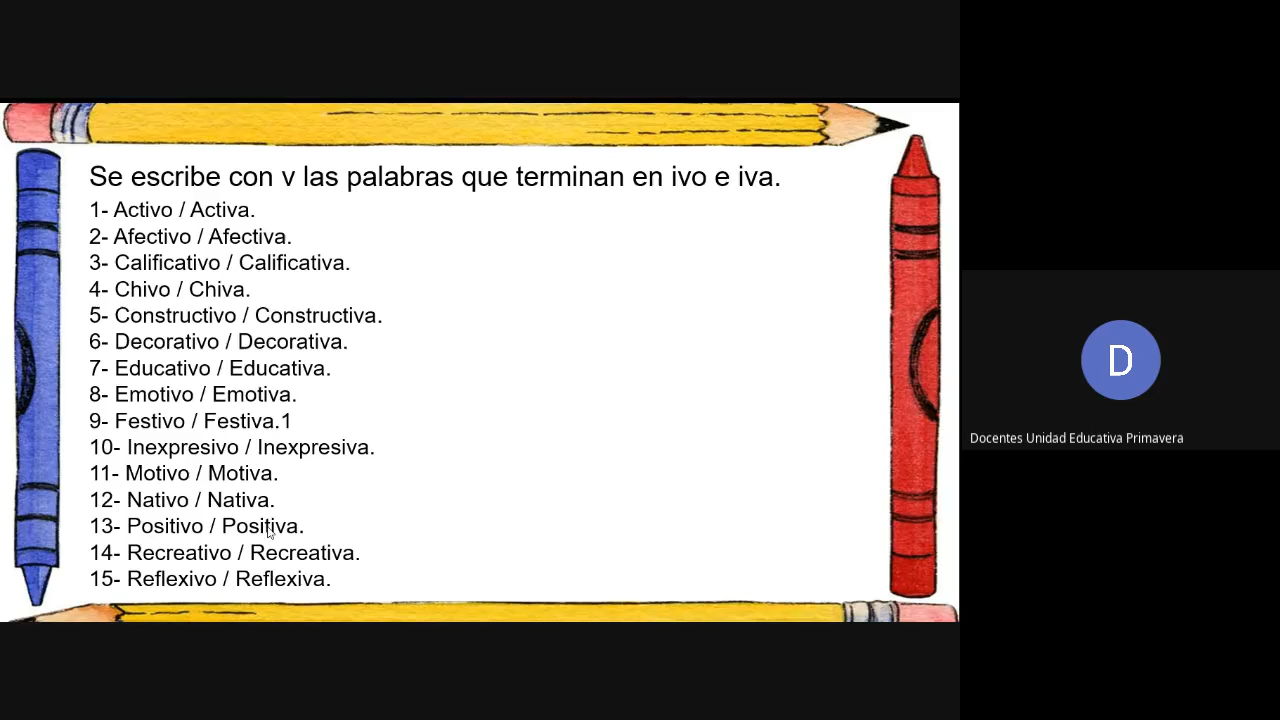 Se escribe con v las palabras que terminan en ivo e iva.
1- Activo / Activa.
2- Afectivo / Afectiva.
3- Calificativo / Calificativa.
4- Chivo / Chiva.
5- Constructivo / Constructiva.
6- Decorativo / Decorativa.
7- Educativo / Educativa.
8- Emotivo / Emotiva.
9- Festivo / Festiva.1
10- Inexpresivo / Inexpresiva.
11- Motivo / Motiva.
12- Nativo / Nativa.
13- Positivo / Positiva.
14- Recreativo / Recreativa.
15- Reflexivo / Reflexiva.
D
Docentes Unidad Educativa Primavera